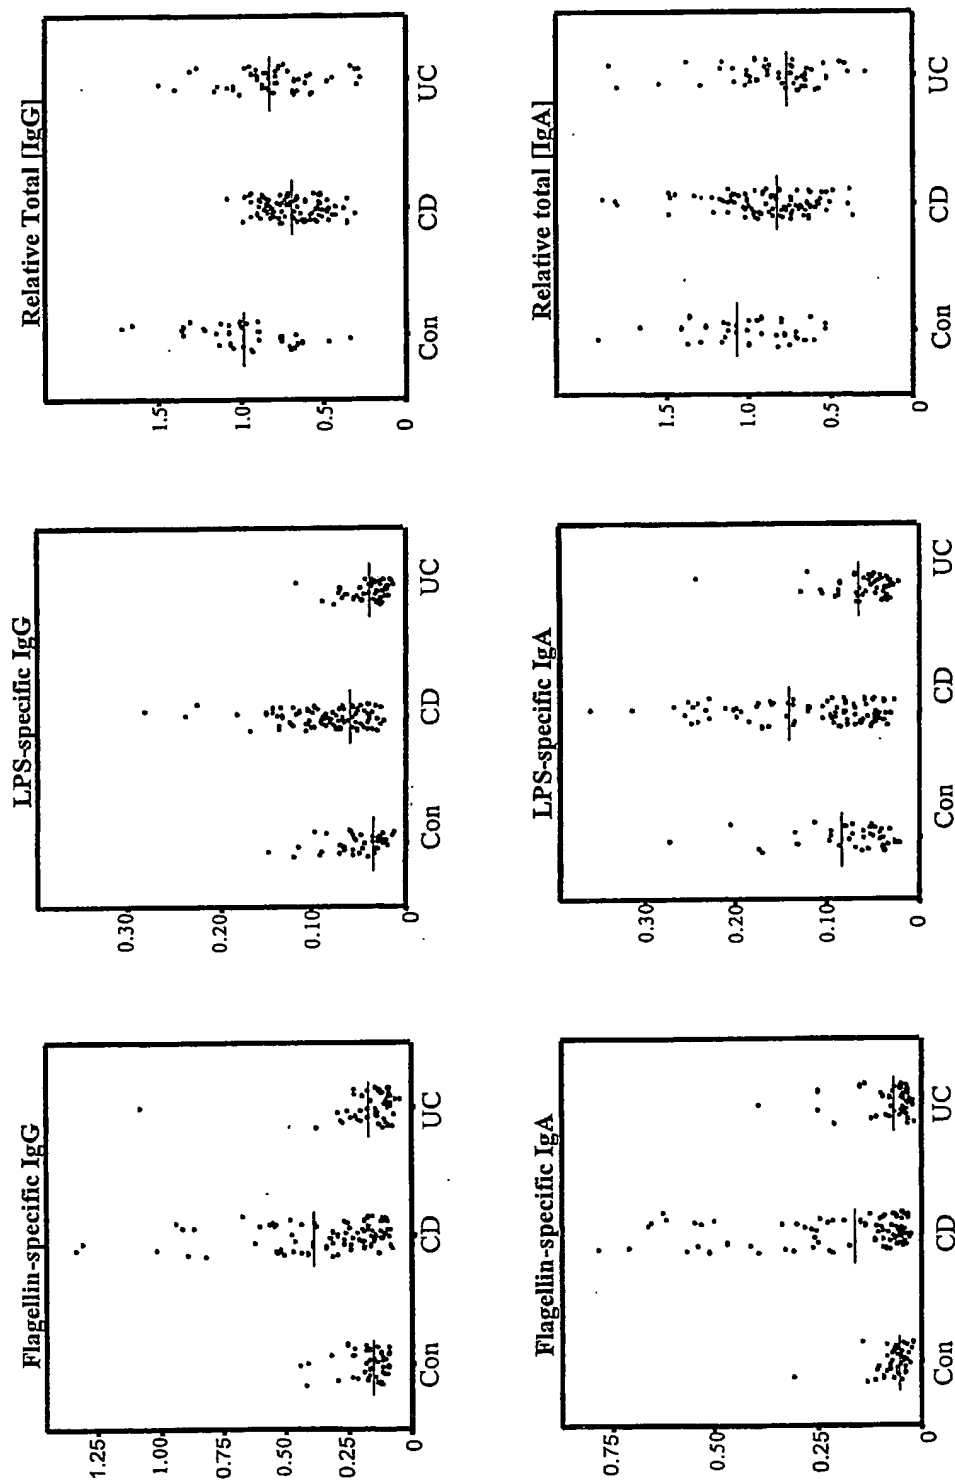 Flagellin-specific IgG
1.25
1.00
0.75
0.50
0.25
0
Con CD UC
LPS-specific IgG
0.30
0.20
0.10
0
Con CD UC
Relative Total [IgG]
1.5
1.0
0.5
0
Con CD UC
Flagellin-specific IgA
0.75
0.50
0.25
0
Con CD UC
LPS-specific IgA
0.30
0.20
0.10
0
Con CD UC
Relative total [IgA]
1.5
1.0
0.5
0
Con CD UC